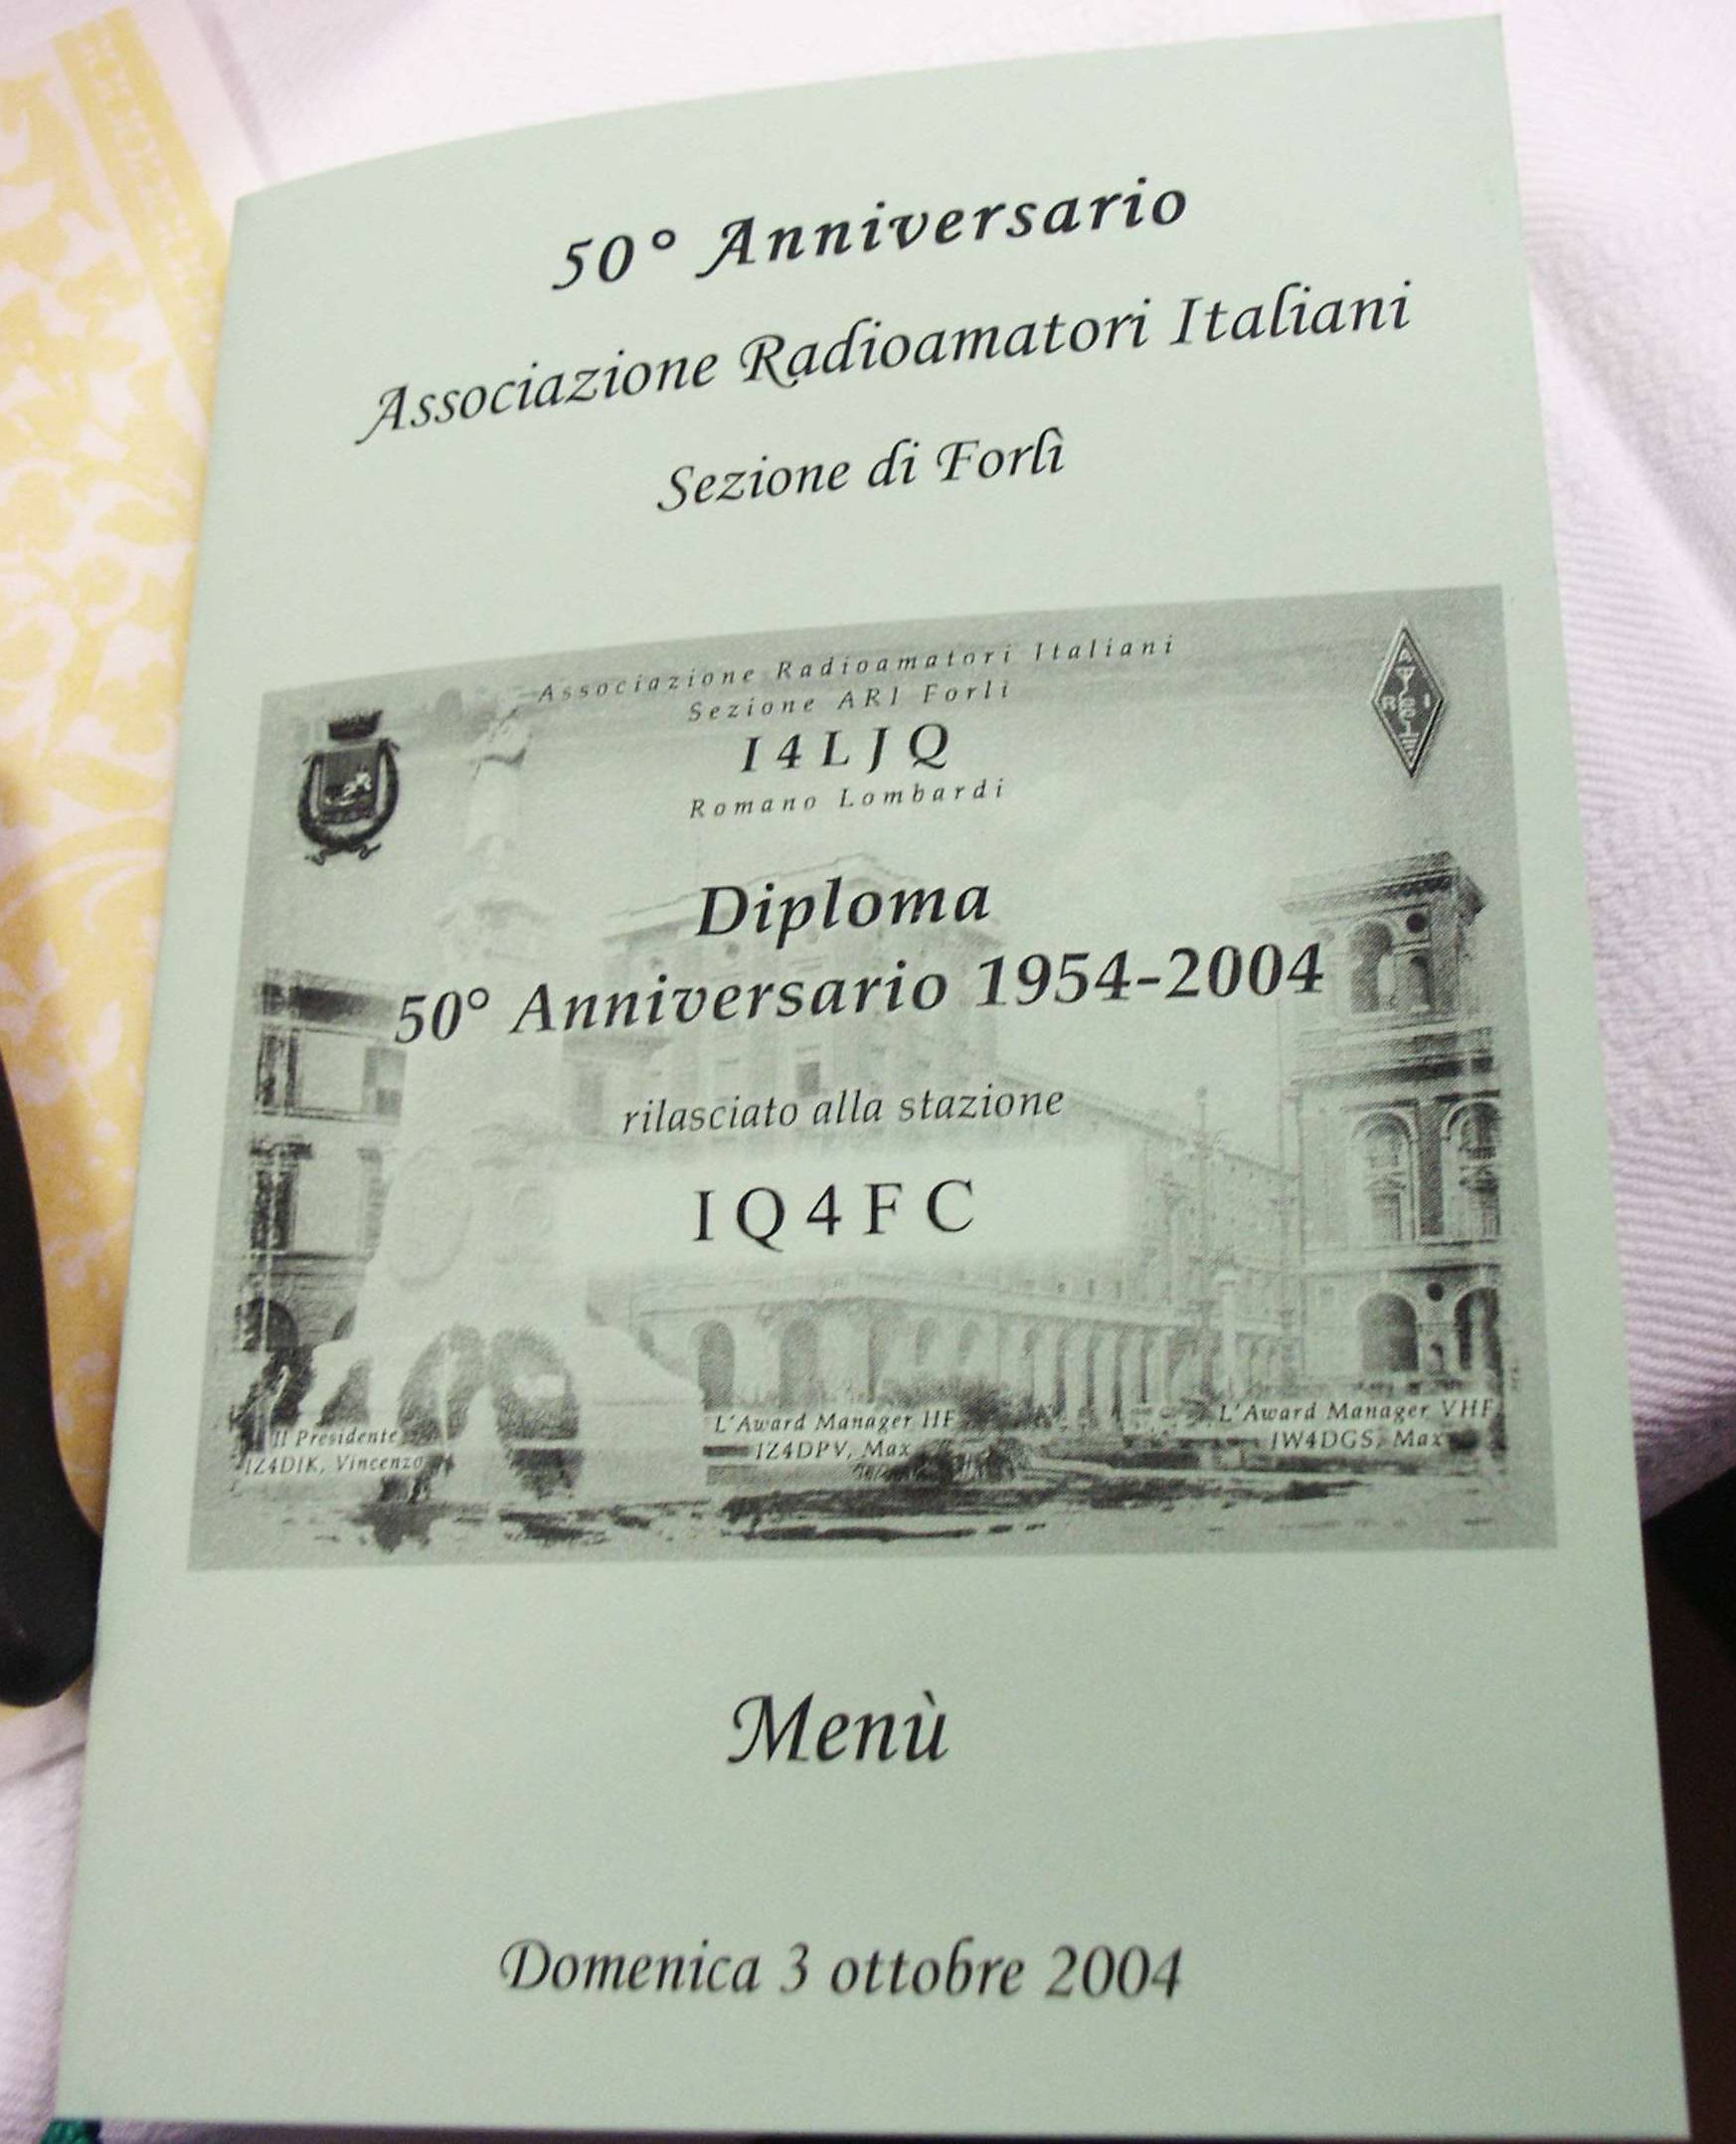 50° Anniversario
Associazione Radioamatori Italiani
Sezione di Forlì
Associazione Radioamatori Italiani
Sezione ARI Forlì
A
R I
I4LJQ
Romano Lombardi
Diploma
50° Anniversario 1954-2004
rilasciato alla stazione
IQ4FC
Il Presidente
IZ4DIK, Vincenzo
L'Award Manager HF
IZ4DPV, Max
L'Award Manager VHF
IW4DGS, Max
Menù
Domenica 3 ottobre 2004